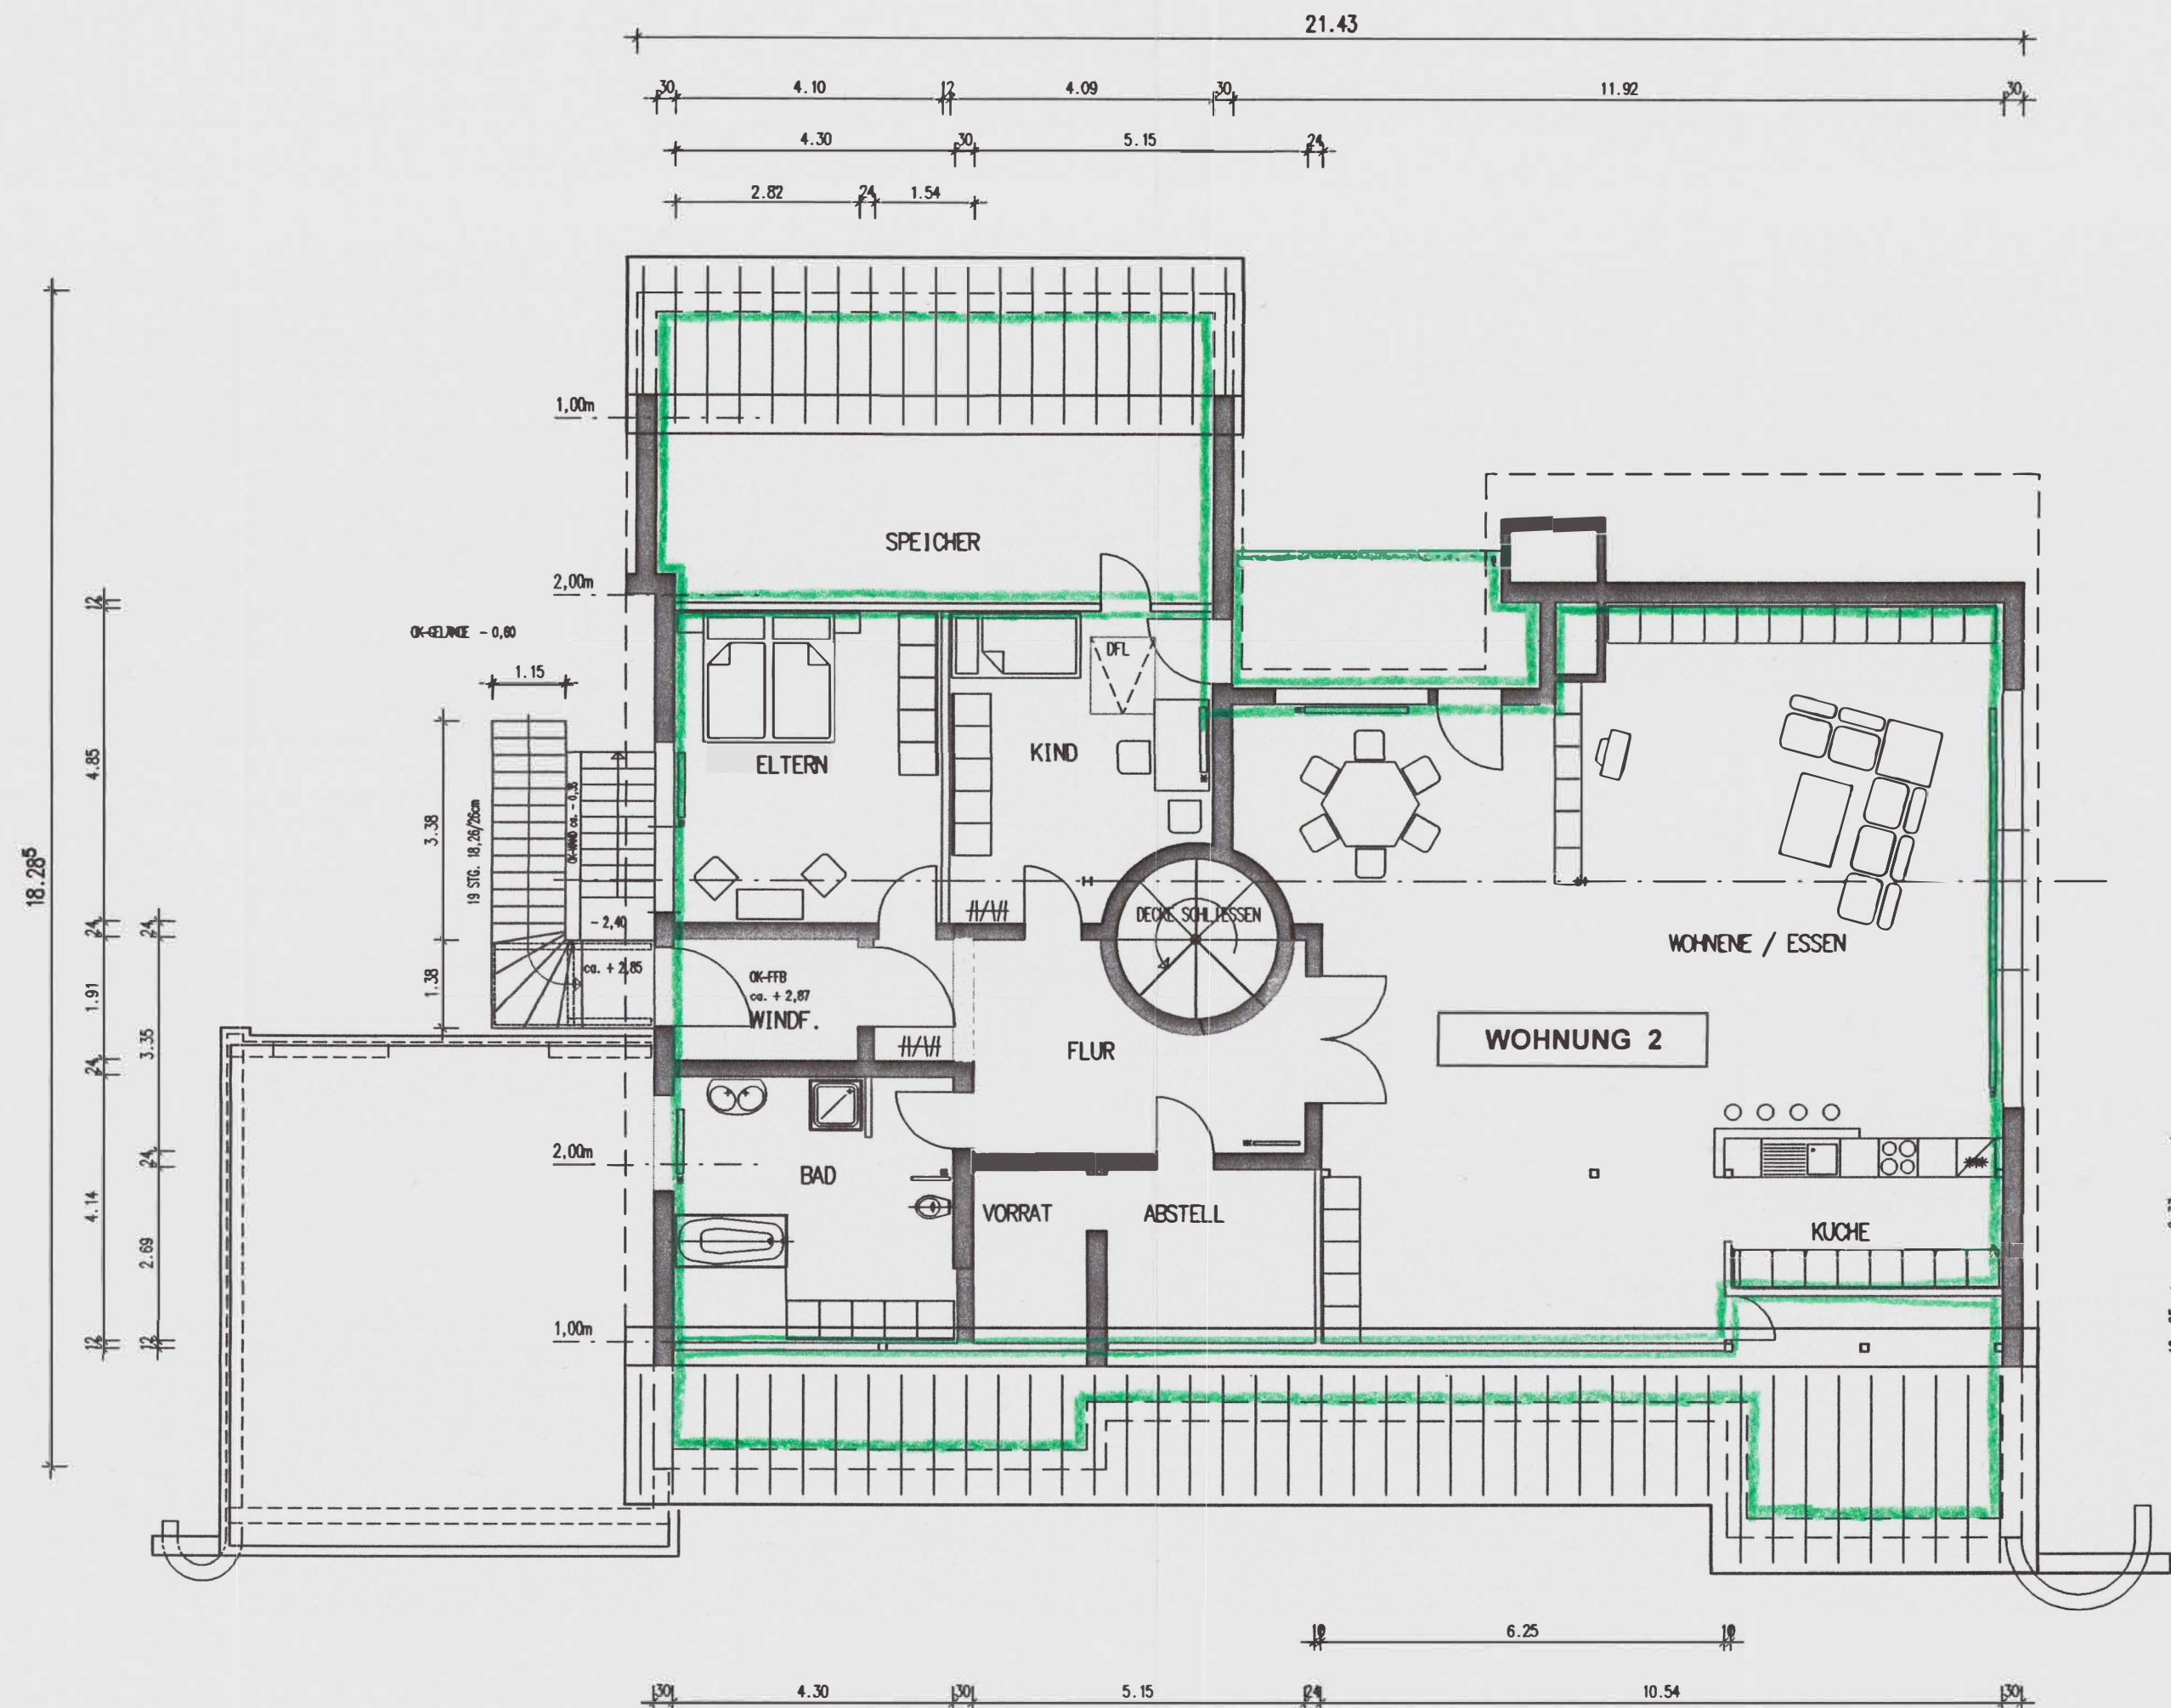 21.43
30 4.10 12 4.09 30 11.92 30
4.30 30 5.15 24
2.82 24 1.54
1,00m
SPEICHER
2,00m
12
OK-GELÄNDE - 0,60
DFL
1.15
KIND
ELTERN
4.85
3.38
19 STG. 18,26/26cm
18.28⁵
DECKE SCHLIESSEN
24 24
- 2,40
WOHNENE / ESSEN
ca. + 2,85
OK-FFB
ca. + 2,87
WINDF.
1.38
1.91
3.35
WOHNUNG 2
FLUR
24
2,00m
24
BAD
VORRAT
ABSTELL
4.14
KUCHE
2.69
1,00m
12 12
6.25 10
30 4.30 30 5.15 24 10.54 30